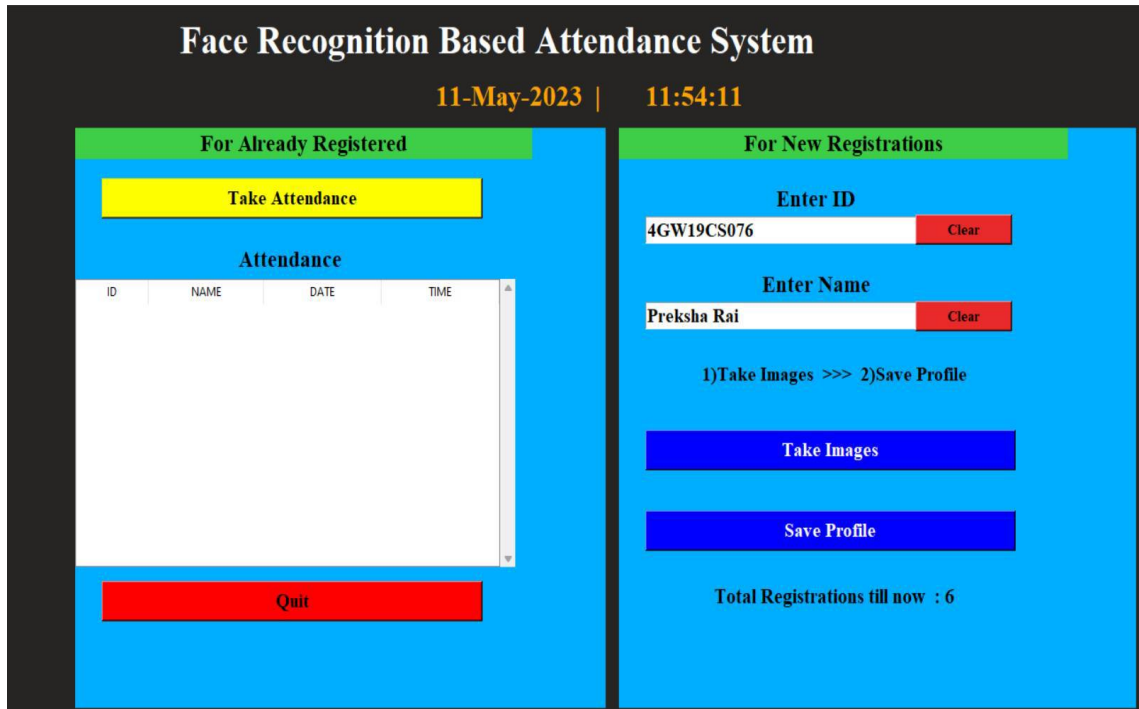 Face Recognition Based Attendance System
11-May-2023 | 11:54:11
For Already Registered
Take Attendance
Attendance
ID NAME DATE TIME
Quit
For New Registrations
Enter ID
4GW19CS076 Clear
Enter Name
Preksha Rai Clear
1)Take Images >>> 2)Save Profile
Take Images
Save Profile
Total Registrations till now : 6